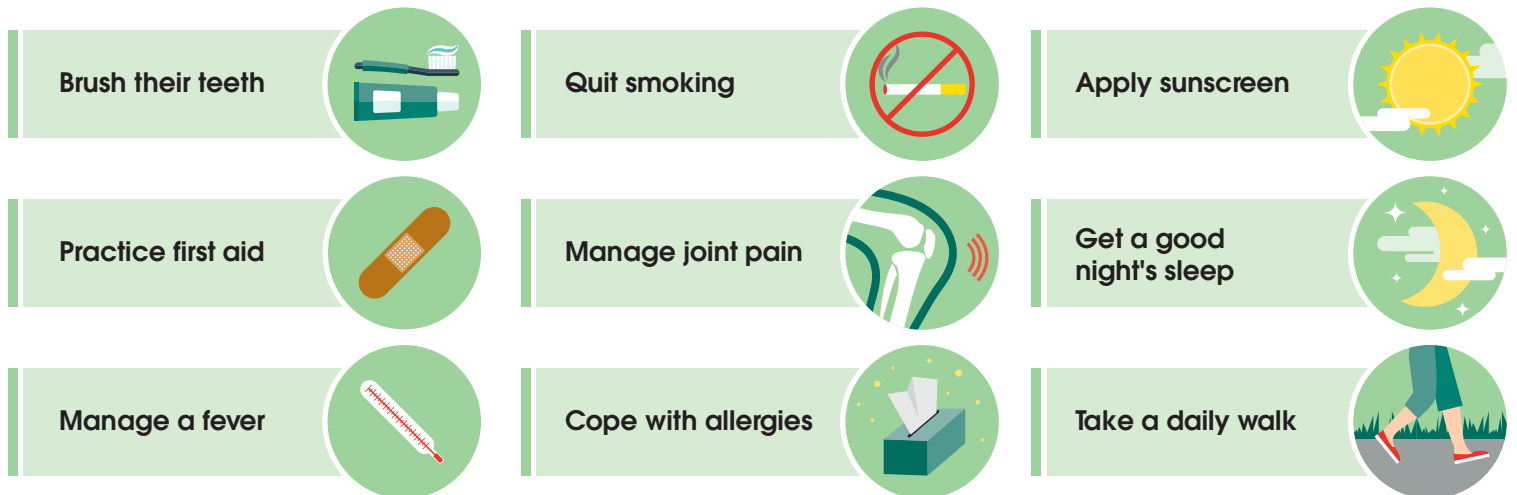 Brush their teeth
Quit smoking
Apply sunscreen
Practice first aid
Manage joint pain
Get a good
night's sleep
Manage a fever
Cope with allergies
Take a daily walk